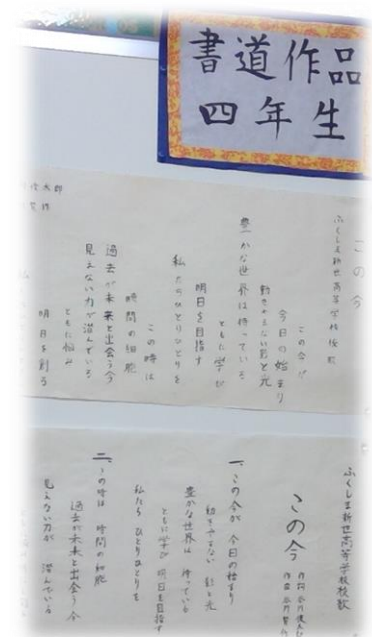 書道作品
四年生
この今
ふくしま新世高等学校校歌
この今が
今日の始まり
動きやまない影と光
豊かな世界は待っている
ともに学び
明日を目指す
私たちひとりひとりを
この時は
時間の細胞
過去が未来と出会う今
見えない力が潜んでいる
ともに悩み
明日を創る
ふくしま新世高等学校校歌
この今
一、この今が 今日の始まり
動きやまない 影と光
豊かな世界は 待っている
ともに学び 明日を目指す
私たち ひとりひとりを
二、この時は 時間の細胞
過去が未来と 出会う今
見えない力が 潜んでいる